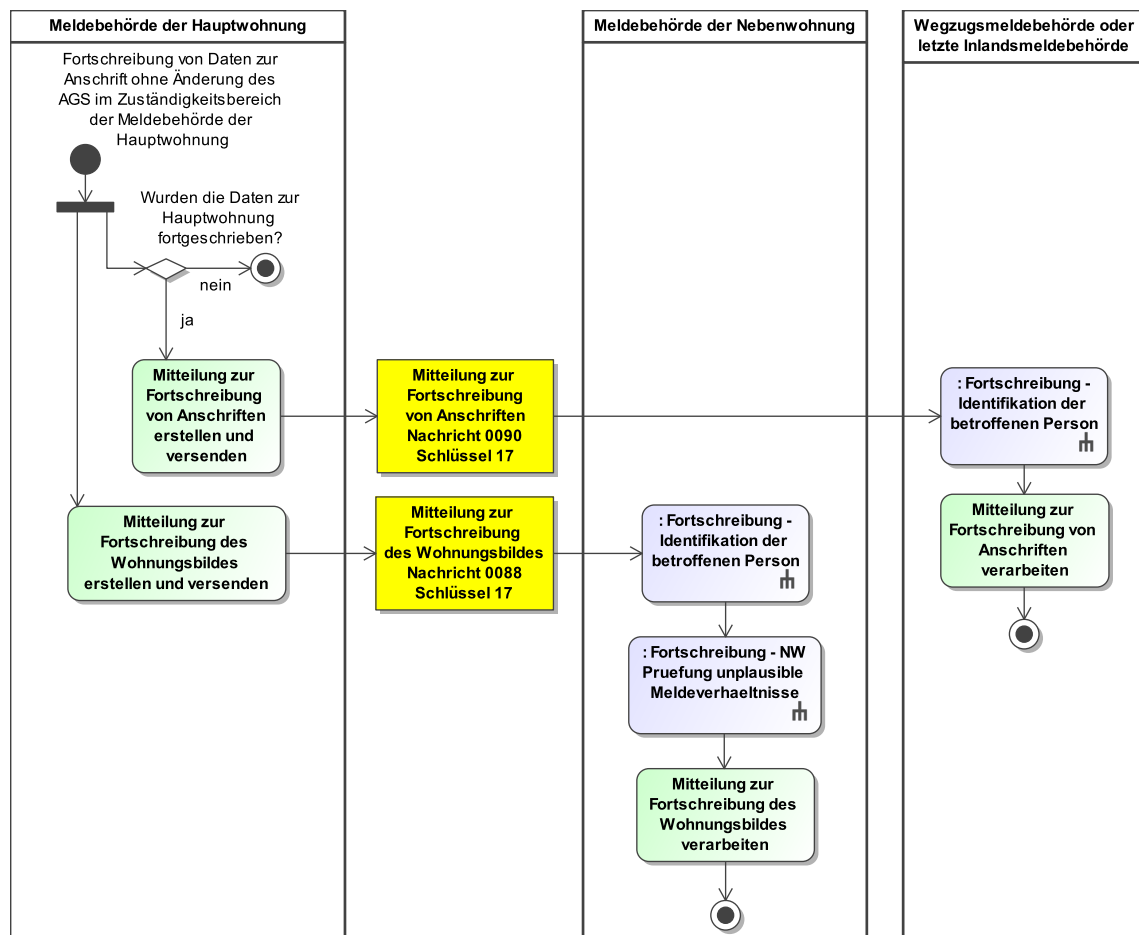 Meldebehörde der Hauptwohnung
Meldebehörde der Nebenwohnung
Wegzugsmeldebehörde oder
letzte Inlandsmeldebehörde
Fortschreibung von Daten zur
Anschrift ohne Änderung des
AGS im Zuständigkeitsbereich
der Meldebehörde der
Hauptwohnung
Wurden die Daten zur
Hauptwohnung
fortgeschrieben?
nein
ja
Mitteilung zur
Fortschreibung
von Anschriften
erstellen und
versenden
Mitteilung zur
Fortschreibung
von Anschriften
Nachricht 0090
Schlüssel 17
: Fortschreibung -
Identifikation der
betroffenen Person
Mitteilung zur
Fortschreibung von
Anschriften
verarbeiten
Mitteilung zur
Fortschreibung des
Wohnungsbildes
erstellen und versenden
Mitteilung zur
Fortschreibung
des Wohnungsbildes
Nachricht 0088
Schlüssel 17
: Fortschreibung -
Identifikation der
betroffenen Person
: Fortschreibung - NW
Pruefung unplausible
Meldeverhaeltnisse
Mitteilung zur
Fortschreibung des
Wohnungsbildes
verarbeiten